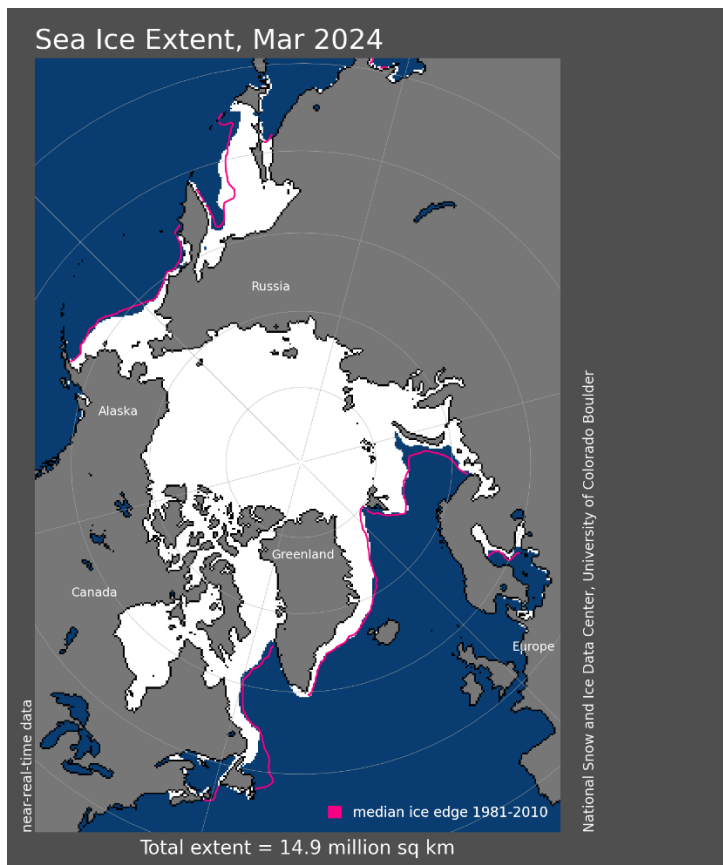 Sea Ice Extent, Mar 2024
Russia
Alaska
Greenland
Canada
Europe
near-real-time data
median ice edge 1981-2010
Total extent = 14.9 million sq km
National Snow and Ice Data Center, University of Colorado Boulder